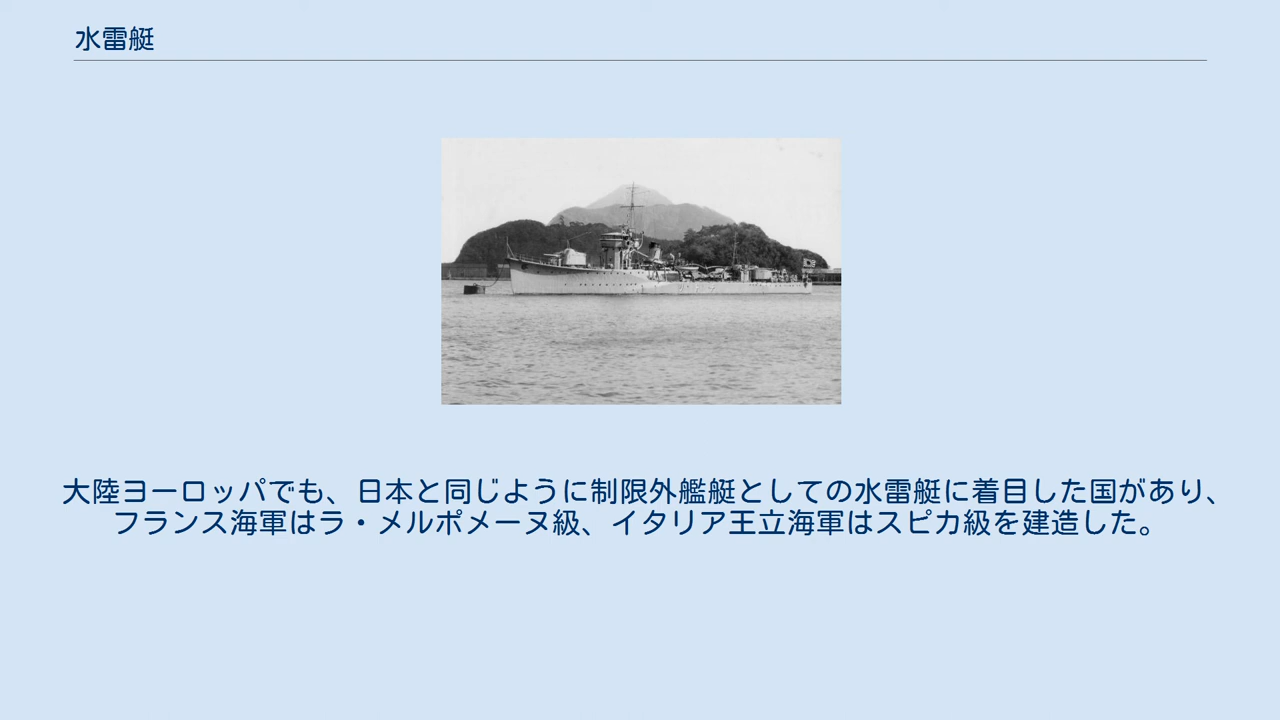 水雷艇
大陸ヨーロッパでも、日本と同じように制限外艦艇としての水雷艇に着目した国があり、
フランス海軍はラ・メルポメーヌ級、イタリア王立海軍はスピカ級を建造した。